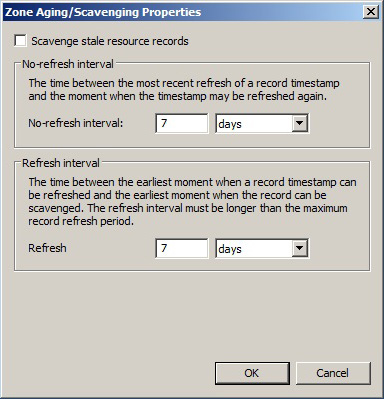 Zone Aging/Scavenging Properties
Scavenge stale resource records
No-refresh interval
The time between the most recent refresh of a record timestamp
and the moment when the timestamp may be refreshed again.
No-refresh interval: 7 days
Refresh interval
The time between the earliest moment when a record timestamp can
be refreshed and the earliest moment when the record can be
scavenged. The refresh interval must be longer than the maximum
record refresh period.
Refresh 7 days
OK Cancel